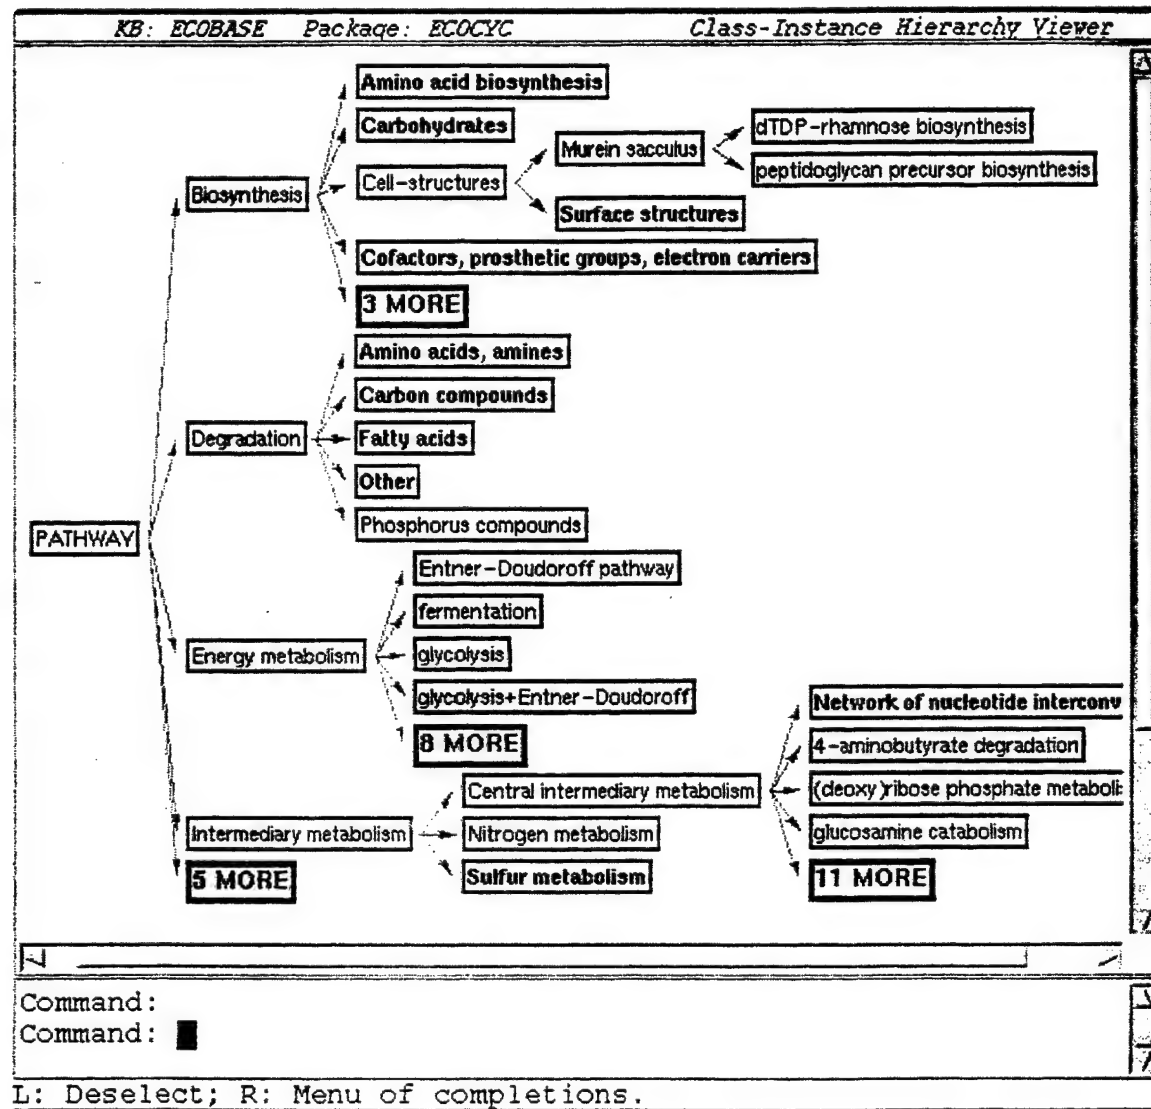 KB: ECOBASE Package: ECOCYC Class-Instance Hierarchy Viewer
Amino acid biosynthesis
Carbohydrates
dTDP-rhamnose biosynthesis
Murein sacculus
peptidoglycan precursor biosynthesis
Cell-structures
Biosynthesis
Surface structures
Cofactors, prosthetic groups, electron carriers
3 MORE
Amino acids, amines
Carbon compounds
Degradation
Fatty acids
Other
Phosphorus compounds
PATHWAY
Entner-Doudoroff pathway
fermentation
Energy metabolism
glycolysis
glycolysis+Entner-Doudoroff
8 MORE
Network of nucleotide interconv
4-aminobutyrate degradation
Central intermediary metabolism
(deoxy)ribose phosphate metaboli
Intermediary metabolism
Nitrogen metabolism
glucosamine catabolism
5 MORE
Sulfur metabolism
11 MORE
Command:
Command:
L: Deselect; R: Menu of completions.